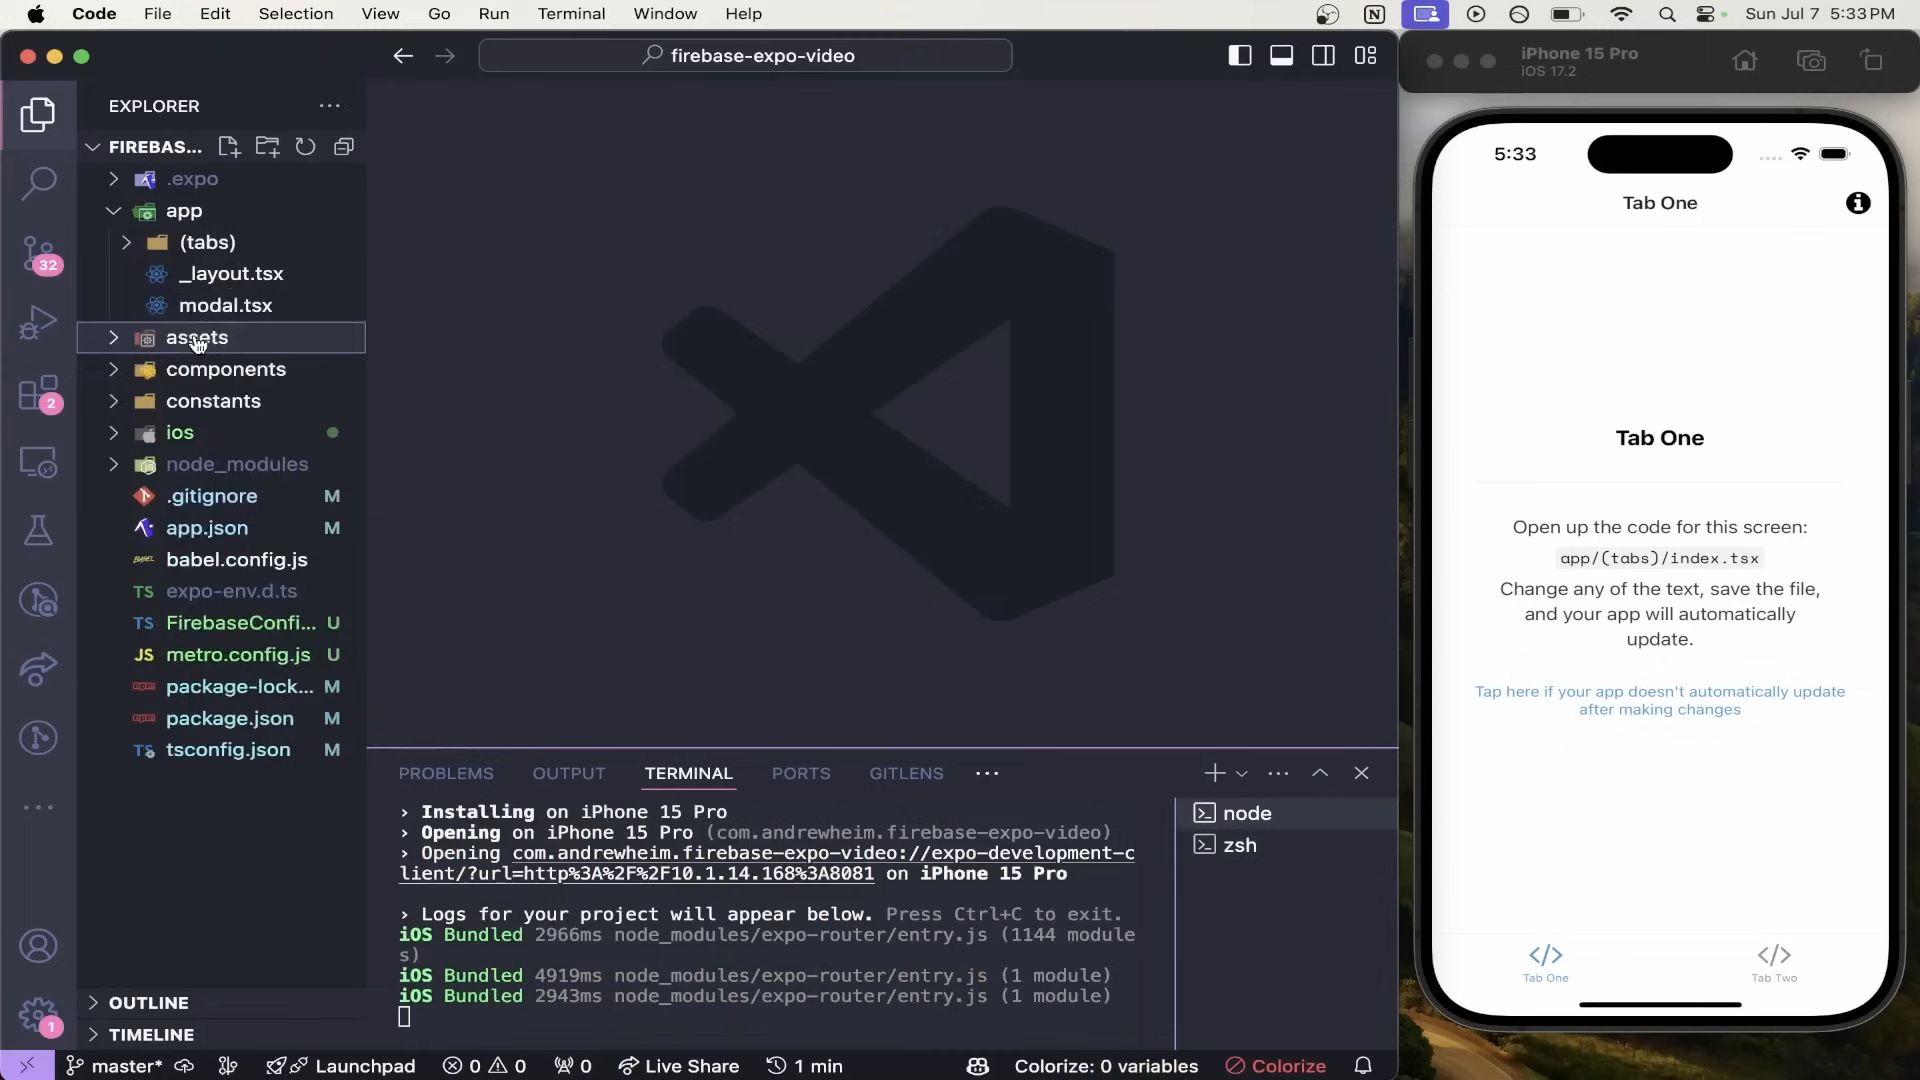 Code File Edit Selection View Go Run Terminal Window Help Sun Jul 7 5:33 PM
firebase-expo-video
EXPLORER
FIREBAS...
.expo
app
(tabs)
_layout.tsx
modal.tsx
assets
components
constants
ios
node_modules
.gitignore M
app.json M
babel.config.js
TS expo-env.d.ts
TS FirebaseConfi... U
JS metro.config.js U
package-lock... M
package.json M
TS tsconfig.json M
OUTLINE
TIMELINE
32
2
1
PROBLEMS OUTPUT TERMINAL PORTS GITLENS
› Installing on iPhone 15 Pro
› Opening on iPhone 15 Pro (com.andrewheim.firebase-expo-video)
› Opening com.andrewheim.firebase-expo-video://expo-development-c
lient/?url=http%3A%2F%2F10.1.14.168%3A8081 on iPhone 15 Pro
› Logs for your project will appear below. Press Ctrl+C to exit.
iOS Bundled 2966ms node_modules/expo-router/entry.js (1144 module
s)
iOS Bundled 4919ms node_modules/expo-router/entry.js (1 module)
iOS Bundled 2943ms node_modules/expo-router/entry.js (1 module)
node
zsh
master* Launchpad 0 0 0 Live Share 1 min Colorize: 0 variables Colorize
iPhone 15 Pro
iOS 17.2
5:33
Tab One
Tab One
Open up the code for this screen:
app/(tabs)/index.tsx
Change any of the text, save the file,
and your app will automatically
update.
Tap here if your app doesn't automatically update
after making changes
Tab One Tab Two